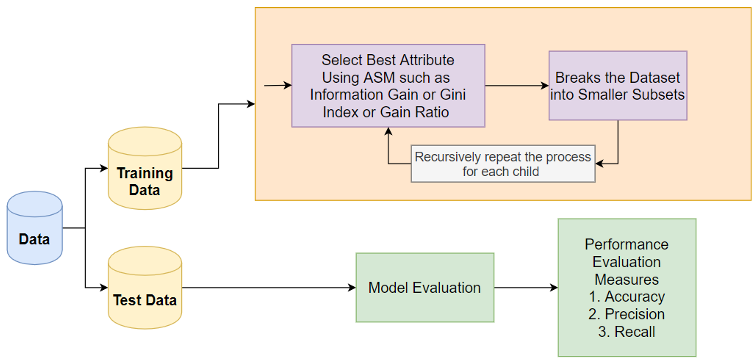 Select Best Attribute
Using ASM such as
Information Gain or Gini
Index or Gain Ratio
Breaks the Dataset
into Smaller Subsets
Recursively repeat the process
for each child
Training
Data
Data
Test Data
Model Evaluation
Performance
Evaluation
Measures
1. Accuracy
2. Precision
3. Recall